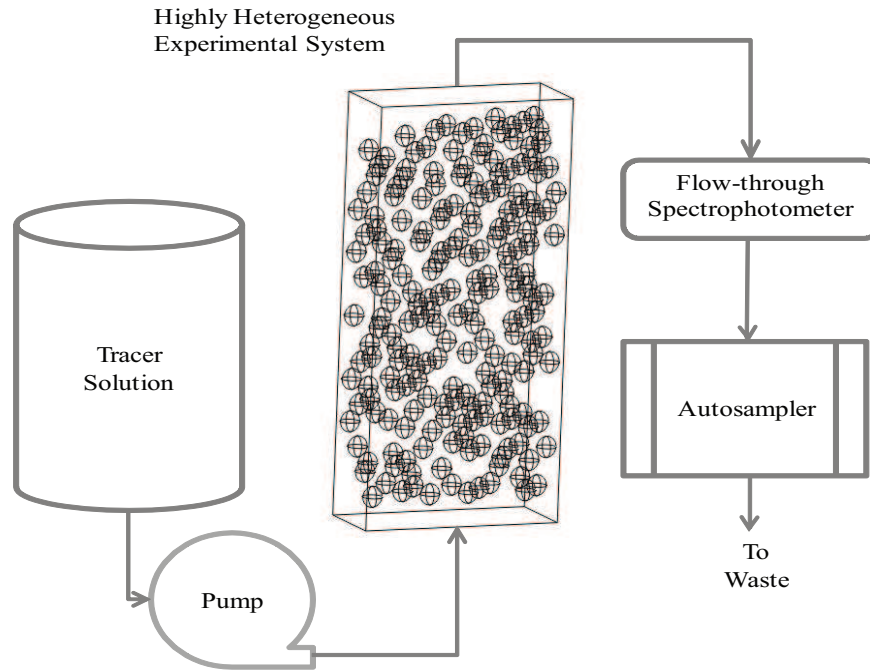 Highly Heterogeneous
Experimental System
Flow-through
Spectrophotometer
Tracer
Solution
Autosampler
Pump
To
Waste